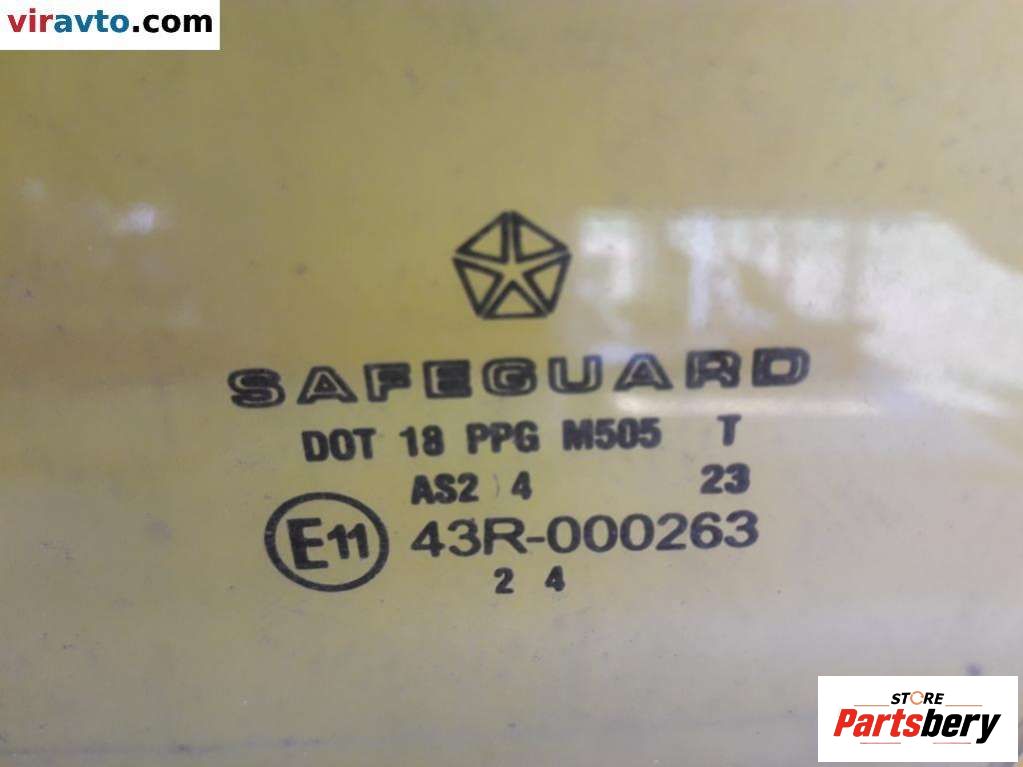 viravto.com
SAFEGUARD
DOT 18 PPG M505 T
AS2 4 23
E11 43R-000263
2 4
STORE
Partsbery